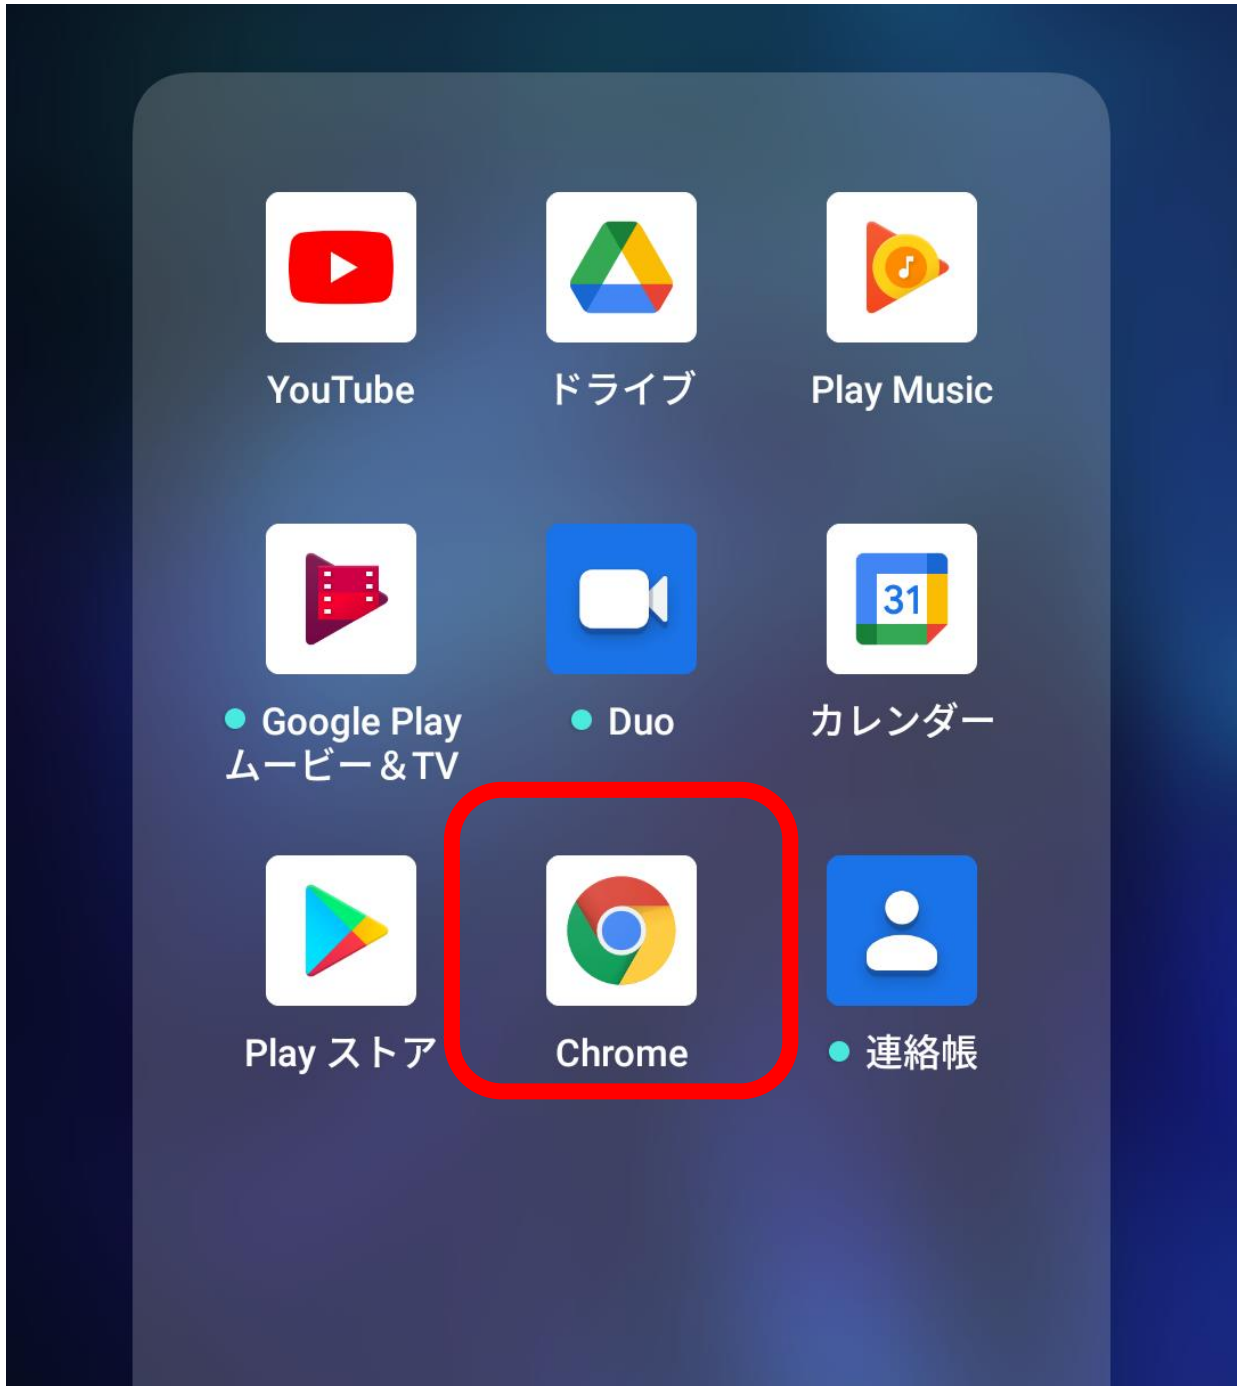 YouTube
ドライブ
Play Music
31
● Google Play
ムービー＆TV
● Duo
カレンダー
Play ストア
Chrome
● 連絡帳